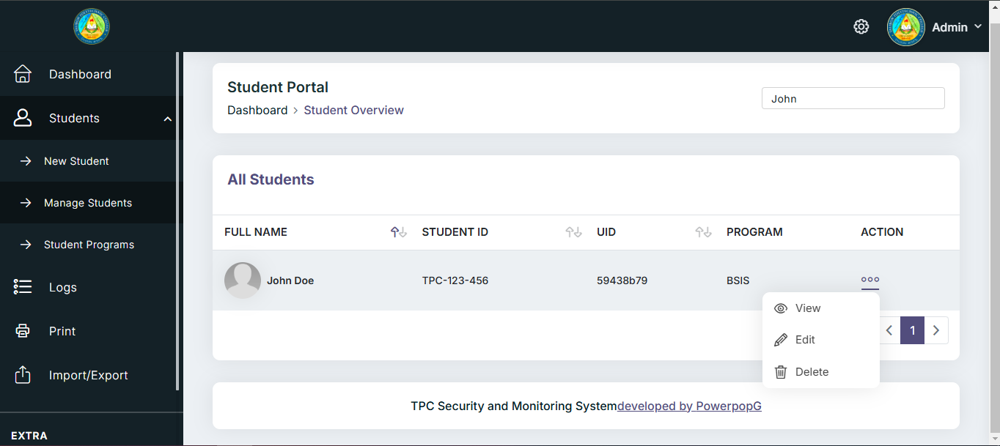 Admin
Dashboard
Students
New Student
Manage Students
Student Programs
Logs
Print
Import/Export
EXTRA
Student Portal
Dashboard > Student Overview
John
All Students
FULL NAME STUDENT ID UID PROGRAM ACTION
John Doe TPC-123-456 59438b79 BSIS
View
Edit
Delete
1
TPC Security and Monitoring Systemdeveloped by PowerpopG